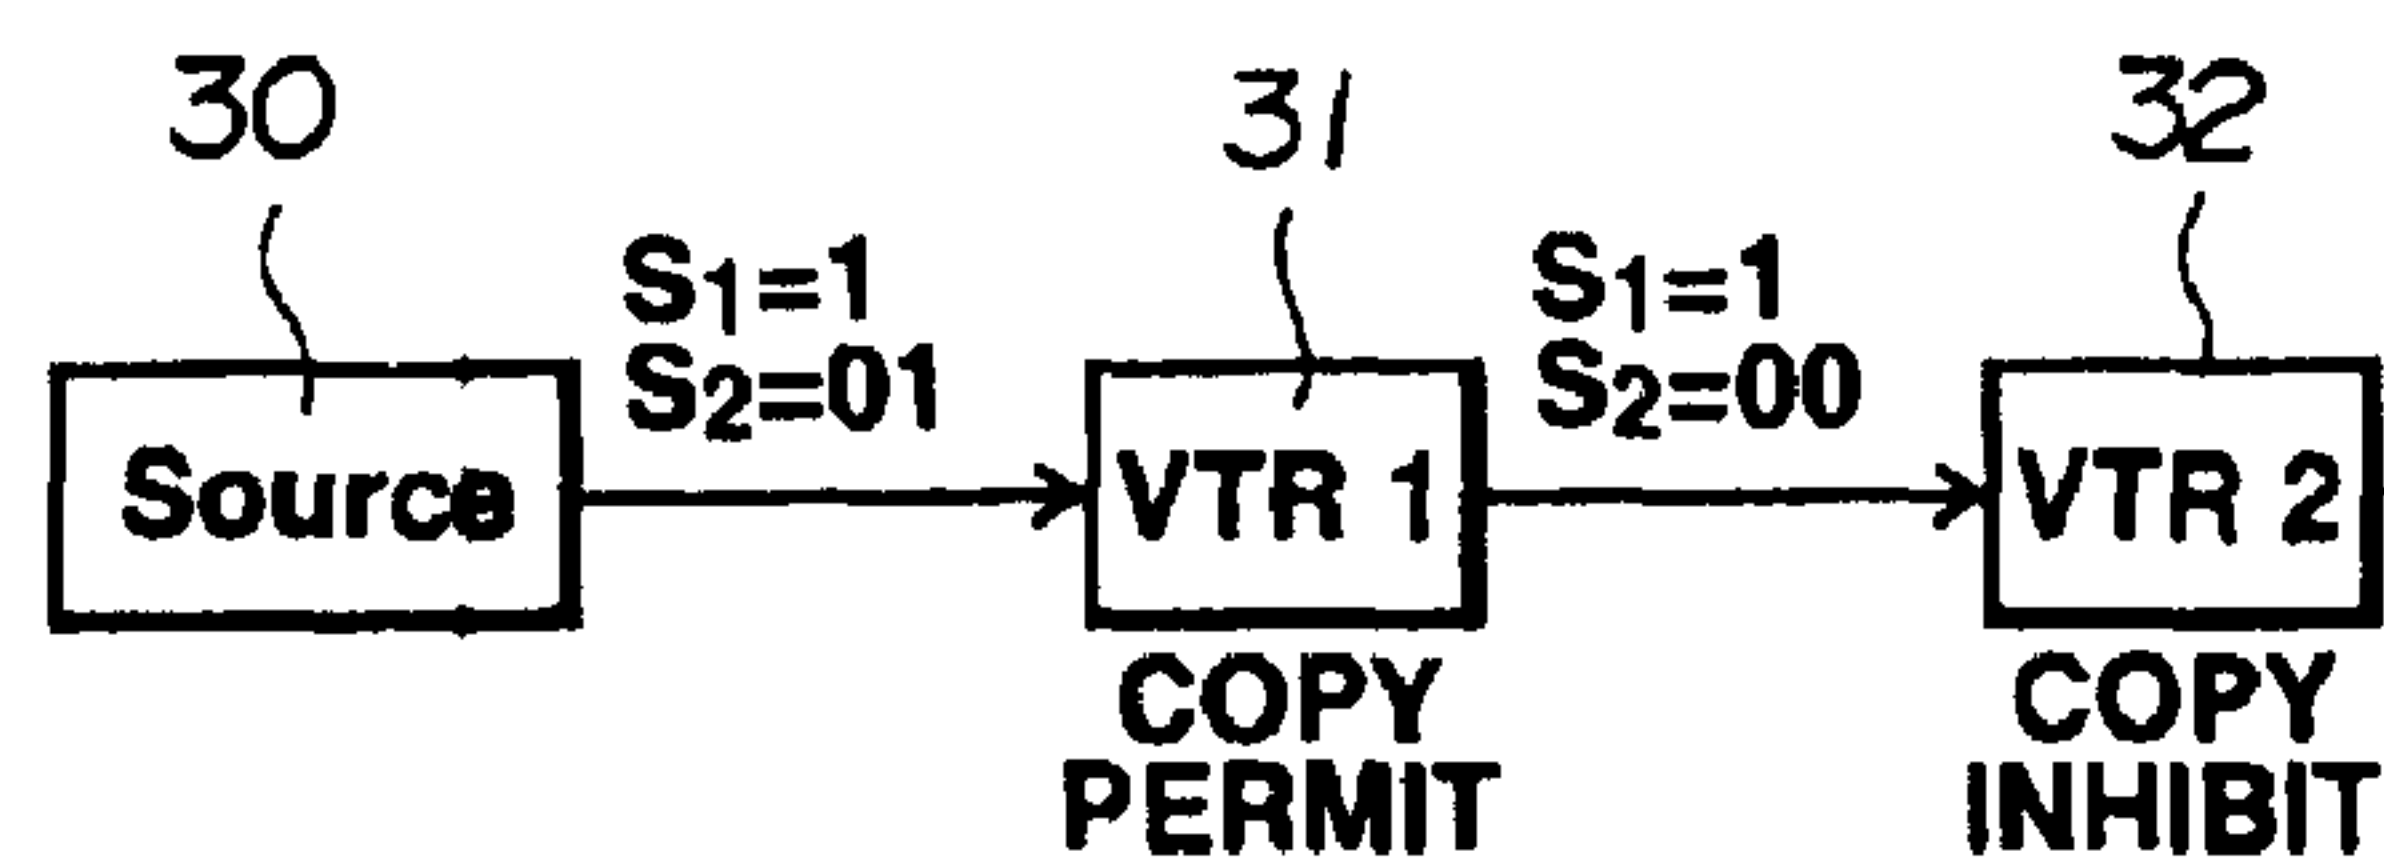 30
31
32
S1=1
S2=01
S1=1
S2=00
Source
VTR 1
VTR 2
COPY
PERMIT
COPY
INHIBIT